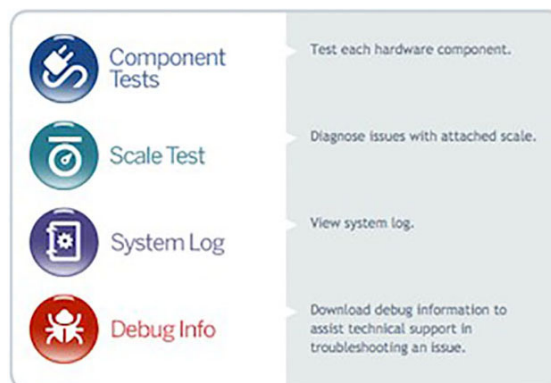 Component
Tests
Test each hardware component.
Scale Test
Diagnose issues with attached scale.
System Log
View system log.
Debug Info
Download debug information to
assist technical support in
troubleshooting an issue.